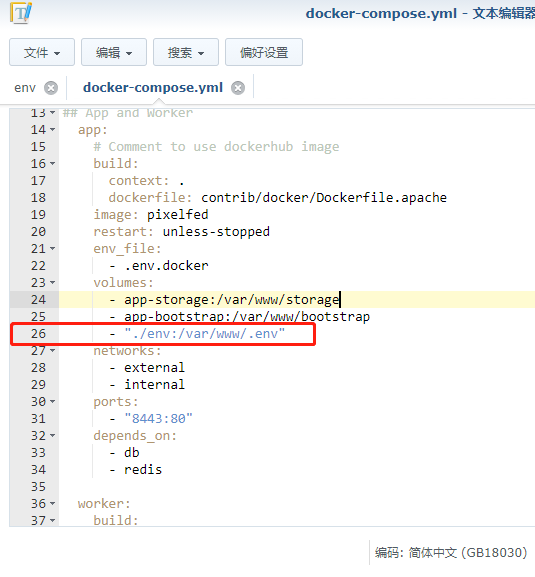 docker-compose.yml - 文本编辑器
文件 编辑 搜索 偏好设置
env docker-compose.yml
13 ## App and Worker
14 app:
15 # Comment to use dockerhub image
16 build:
17 context: .
18 dockerfile: contrib/docker/Dockerfile.apache
19 image: pixelfed
20 restart: unless-stopped
21 env_file:
22 - .env.docker
23 volumes:
24 - app-storage:/var/www/storage
25 - app-bootstrap:/var/www/bootstrap
26 - "./env:/var/www/.env"
27 networks:
28 - external
29 - internal
30 ports:
31 - "8443:80"
32 depends_on:
33 - db
34 - redis
35
36 worker:
37 build:
编码: 简体中文 (GB18030)